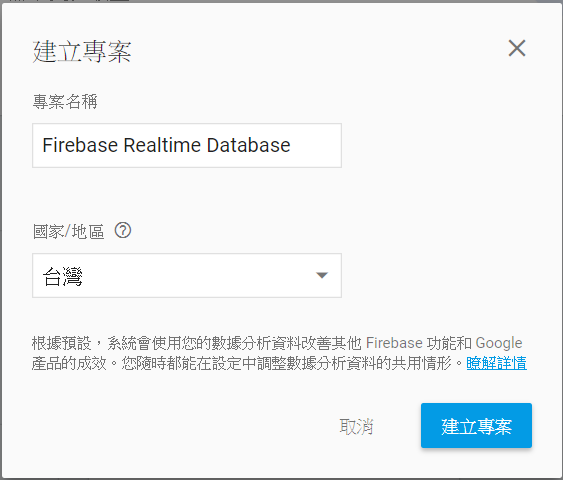 建立專案
專案名稱
Firebase Realtime Database
國家/地區
台灣
根據預設，系統會使用您的數據分析資料改善其他 Firebase 功能和 Google
產品的成效。您隨時都能在設定中調整數據分析資料的共用情形。瞭解詳情
取消
建立專案